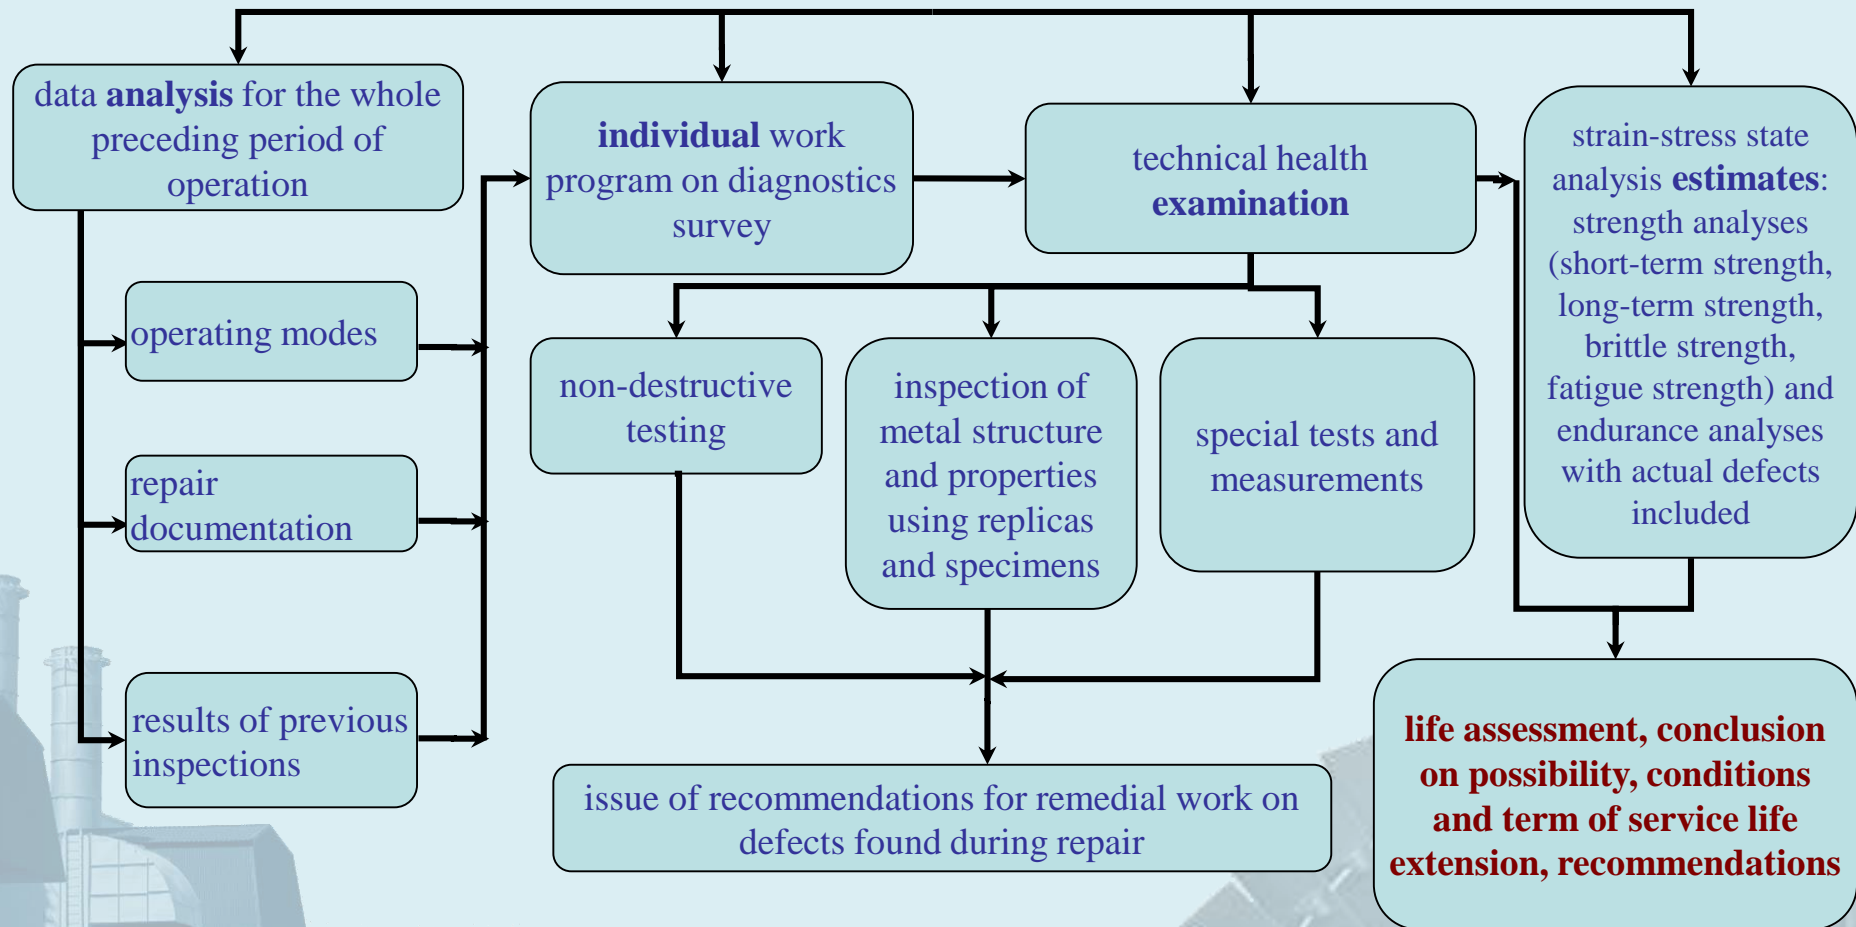 data analysis for the whole
preceding period of
operation
individual work
program on diagnostics
survey
technical health
examination
strain-stress state
analysis estimates:
strength analyses
(short-term strength,
long-term strength,
brittle strength,
fatigue strength) and
endurance analyses
with actual defects
included
operating modes
repair
documentation
results of previous
inspections
non-destructive
testing
inspection of
metal structure
and properties
using replicas
and specimens
special tests and
measurements
issue of recommendations for remedial work on
defects found during repair
life assessment, conclusion
on possibility, conditions
and term of service life
extension, recommendations